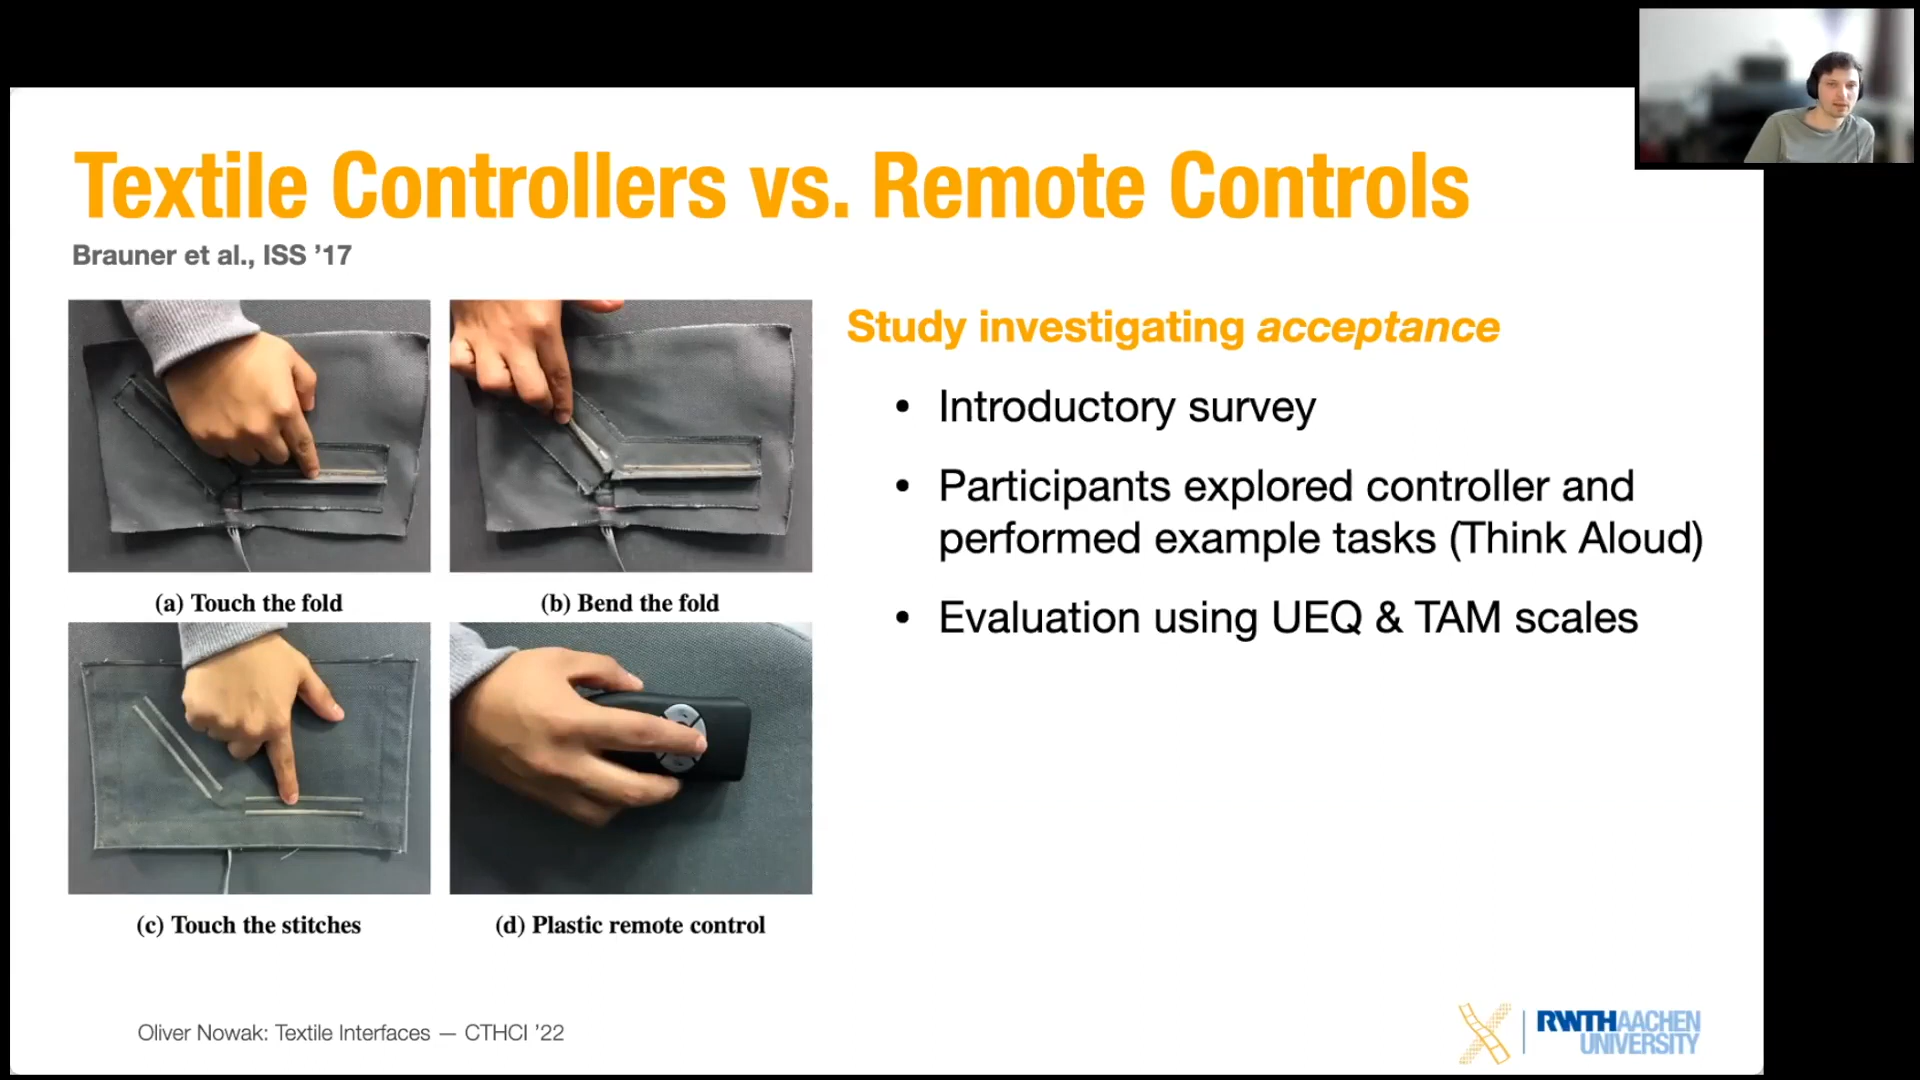 Textile Controllers vs. Remote Controls
Brauner et al., ISS ’17
(a) Touch the fold
(b) Bend the fold
(c) Touch the stitches
(d) Plastic remote control
Study investigating acceptance
• Introductory survey
• Participants explored controller and
performed example tasks (Think Aloud)
• Evaluation using UEQ & TAM scales
Oliver Nowak: Textile Interfaces — CTHCI ’22
RWTHAACHEN
UNIVERSITY